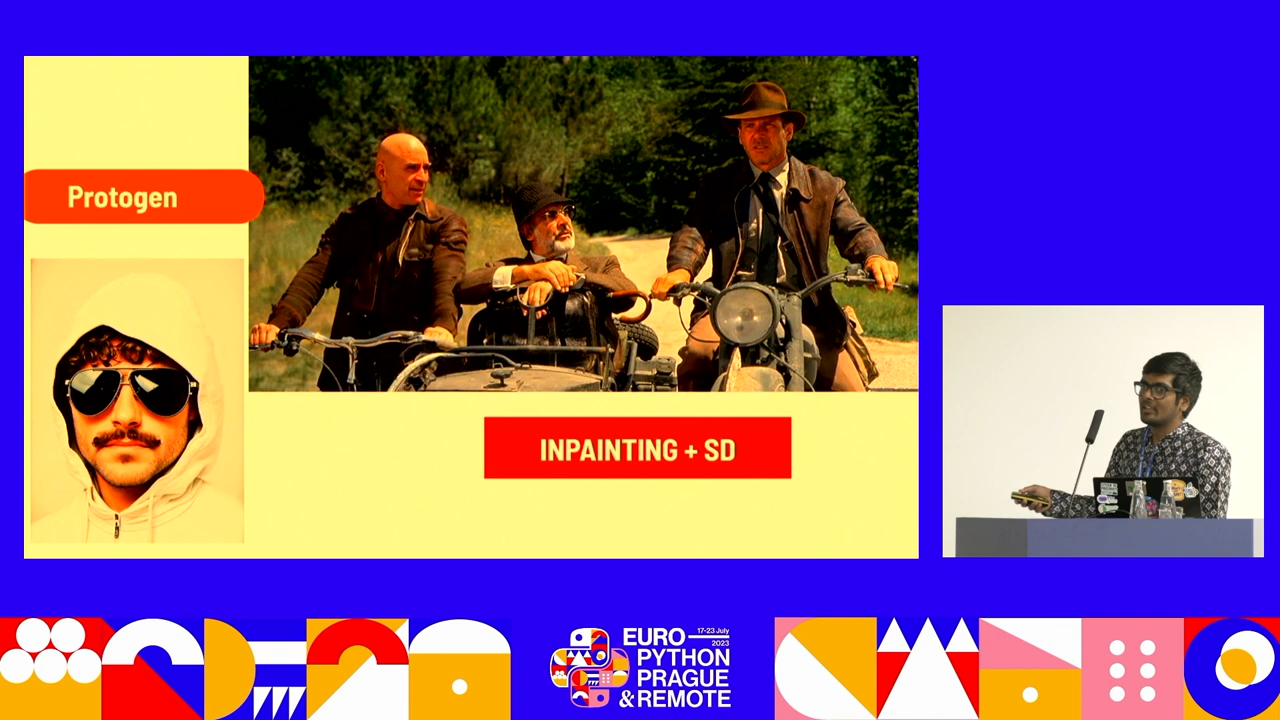 Protogen
INPAINTING + SD
EURO
17-23 July
2023
PYTHON
PRAGUE
& REMOTE